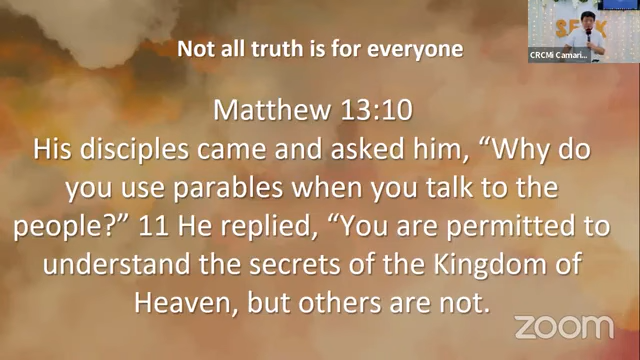 Not all truth is for everyone
Matthew 13:10
His disciples came and asked him, “Why do
you use parables when you talk to the
people?” 11 He replied, “You are permitted to
understand the secrets of the Kingdom of
Heaven, but others are not.
CRCMi Camari...
zoom